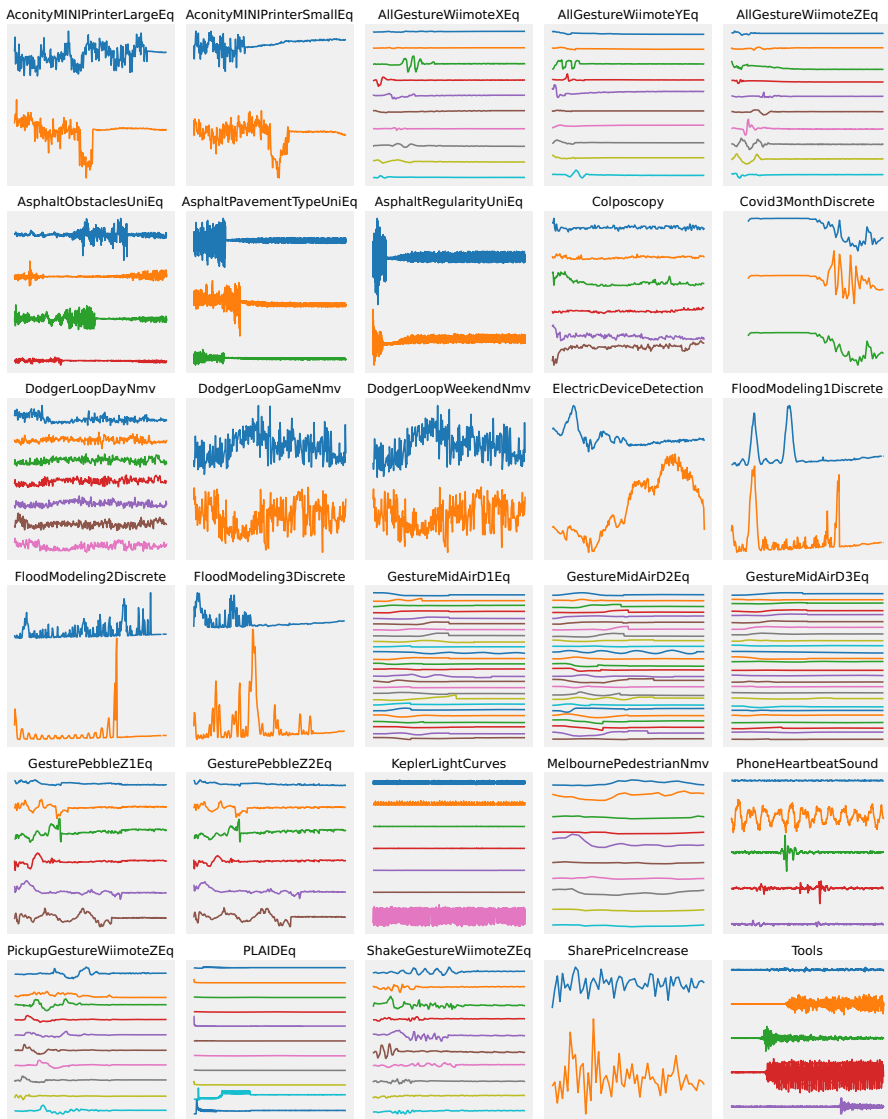 AconityMINIPrinterLargeEq
AconityMINIPrinterSmallEq
AllGestureWiimoteXEq
AllGestureWiimoteYEq
AllGestureWiimoteZEq
AsphaltObstaclesUniEq
AsphaltPavementTypeUniEq
AsphaltRegularityUniEq
Colposcopy
Covid3MonthDiscrete
DodgerLoopDayNmv
DodgerLoopGameNmv
DodgerLoopWeekendNmv
ElectricDeviceDetection
FloodModeling1Discrete
FloodModeling2Discrete
FloodModeling3Discrete
GestureMidAirD1Eq
GestureMidAirD2Eq
GestureMidAirD3Eq
GesturePebbleZ1Eq
GesturePebbleZ2Eq
KeplerLightCurves
MelbournePedestrianNmv
PhoneHeartbeatSound
PickupGestureWiimoteZEq
PLAIDEq
ShakeGestureWiimoteZEq
SharePriceIncrease
Tools